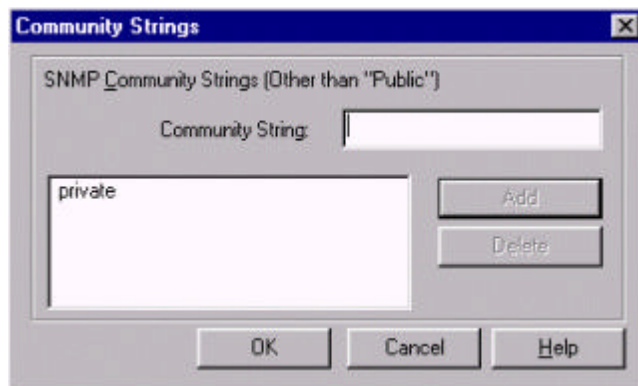 Community Strings
SNMP Community Strings (Other than "Public")
Community String:
private
Add
Delete
OK
Cancel
Help